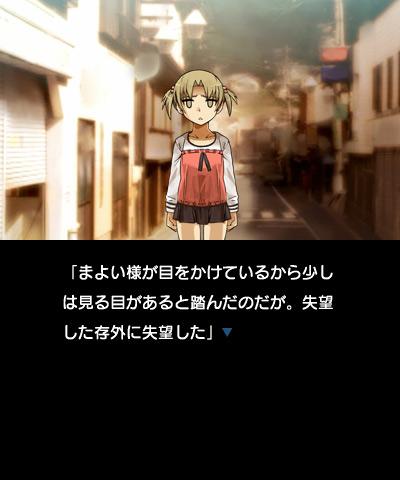 「まよい様が目をかけているから少し
は見る目があると踏んだのだが。失望
した存外に失望した」